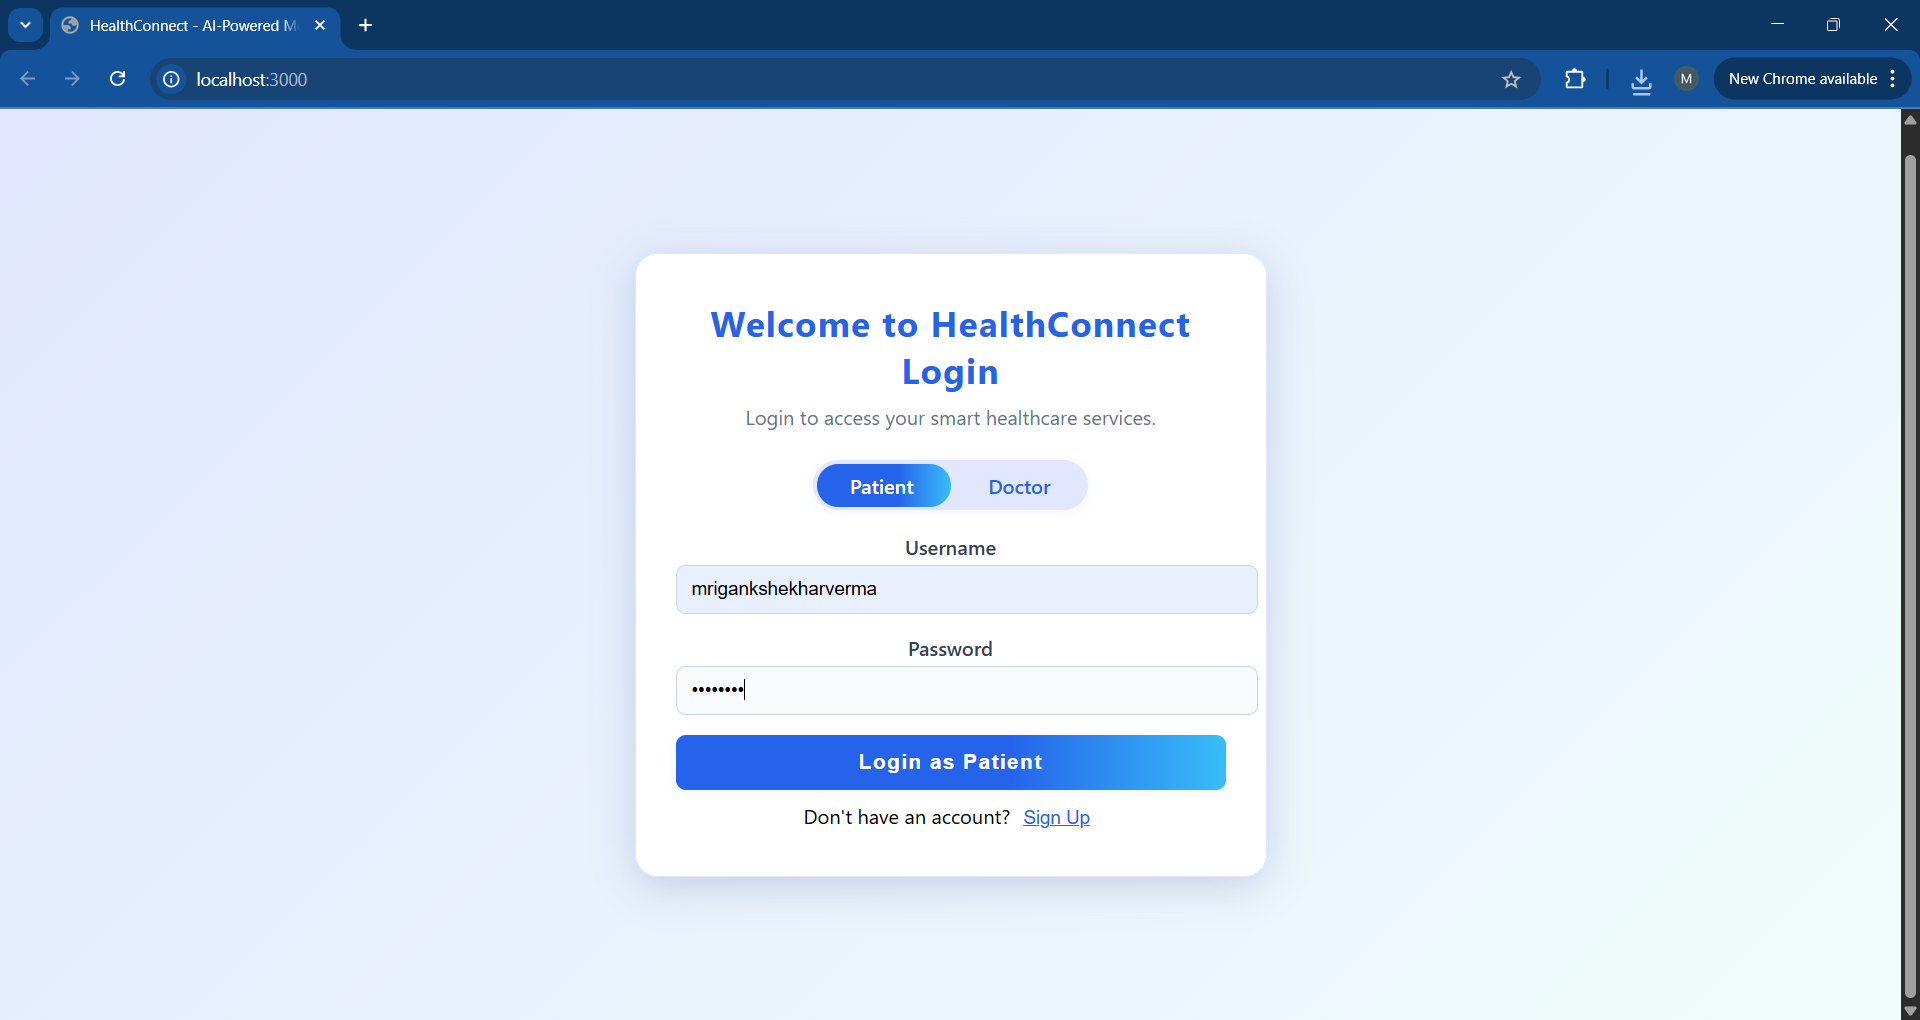 HealthConnect - AI-Powered M
localhost:3000
M
New Chrome available
Welcome to HealthConnect
Login
Login to access your smart healthcare services.
Patient Doctor
Username
mrigankshekharverma
Password
••••••••
Login as Patient
Don't have an account? Sign Up